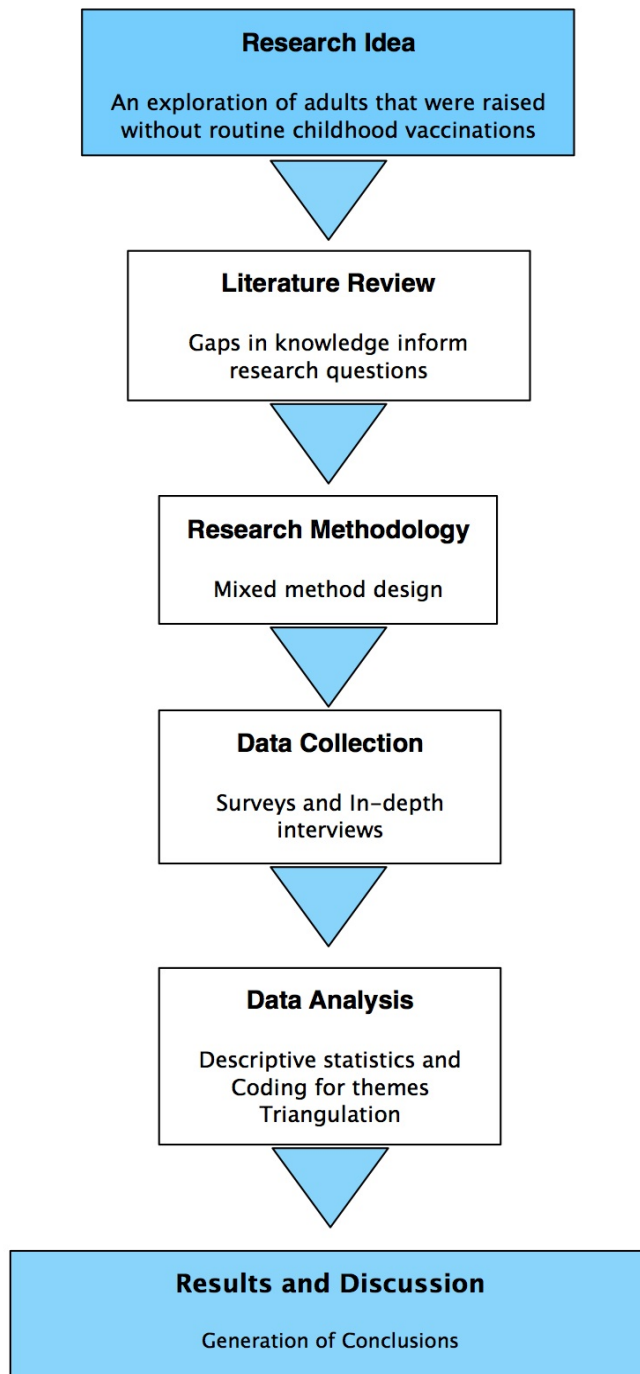 Research Idea
An exploration of adults that were raised
without routine childhood vaccinations
Literature Review
Gaps in knowledge inform
research questions
Research Methodology
Mixed method design
Data Collection
Surveys and In-depth
interviews
Data Analysis
Descriptive statistics and
Coding for themes
Triangulation
Results and Discussion
Generation of Conclusions